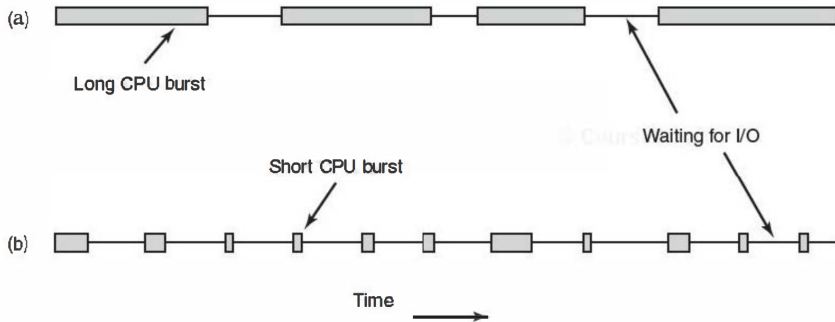 (a)
Long CPU burst
Waiting for I/O
Short CPU burst
(b)
Time